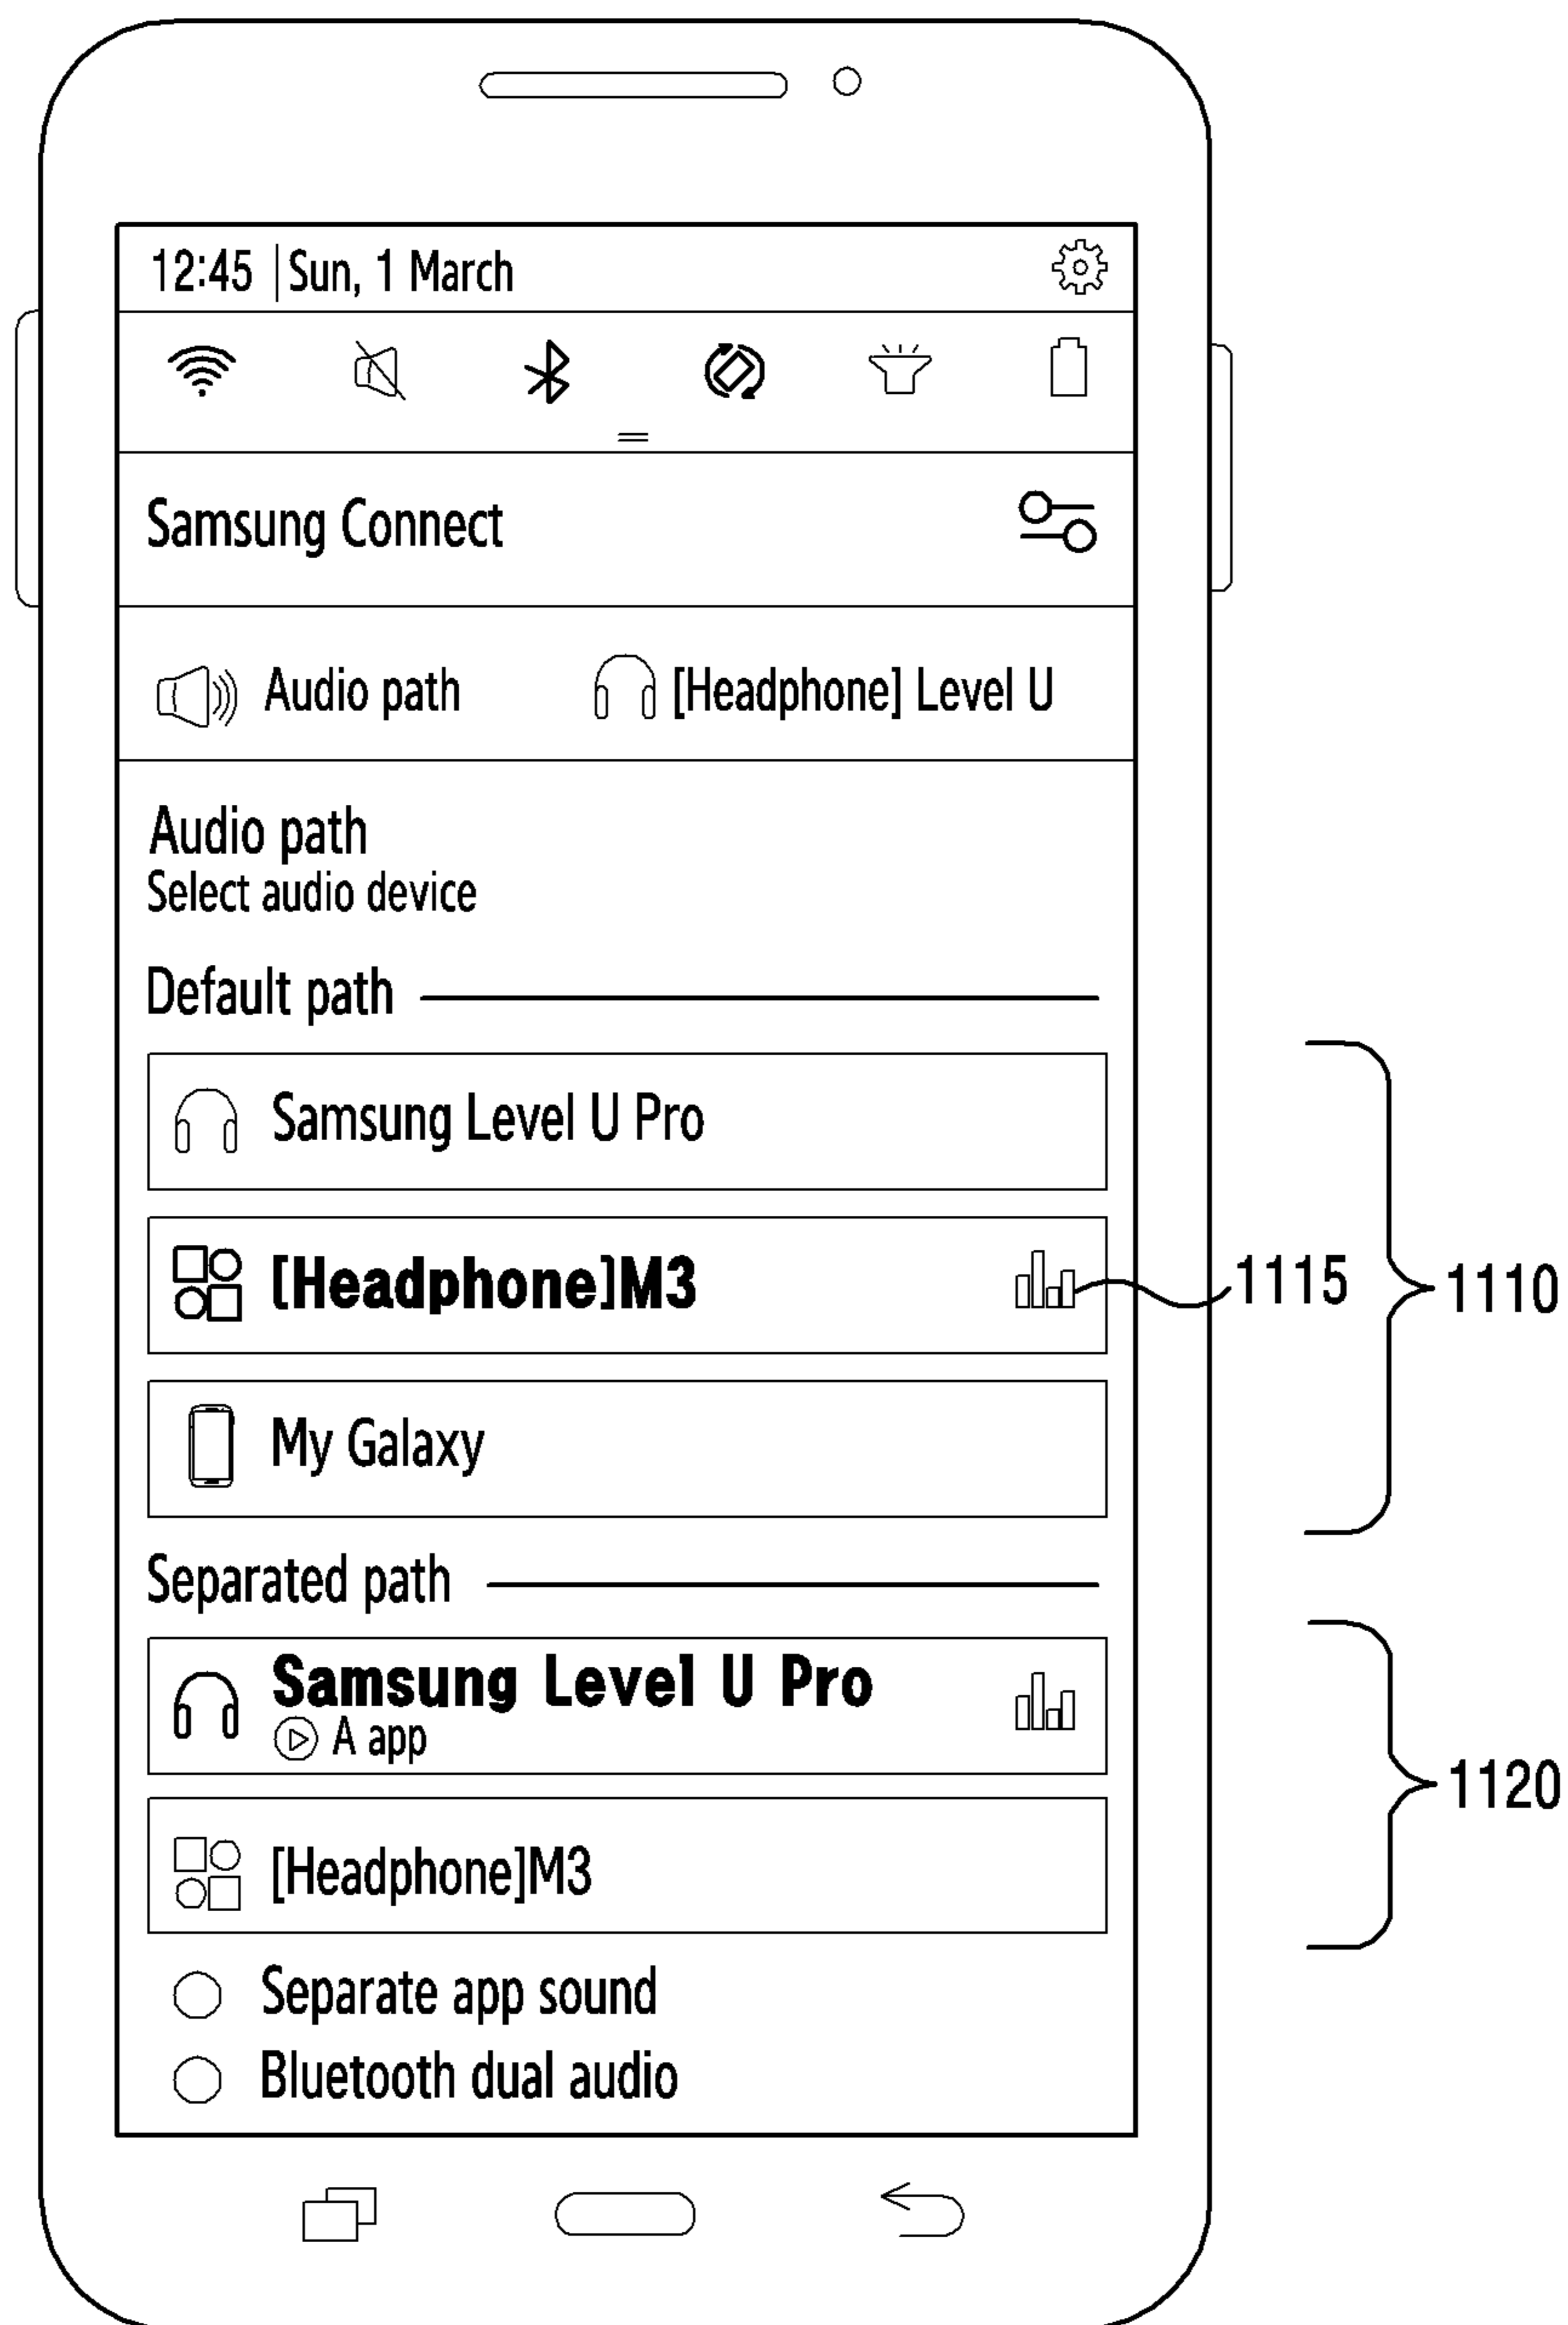 12:45 Sun, 1 March
Samsung Connect
Audio path [Headphone] Level U
Audio path
Select audio device
Default path
Samsung Level U Pro
[Headphone]M3
1115
1110
My Galaxy
Separated path
Samsung Level U Pro
A app
1120
[Headphone]M3
Separate app sound
Bluetooth dual audio